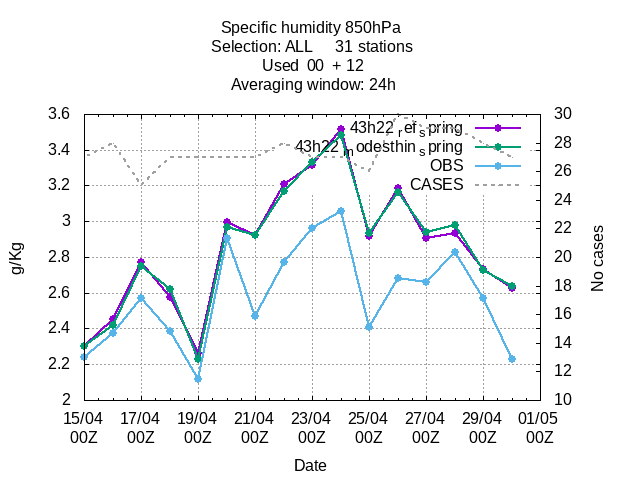 Specific humidity 850hPa
Selection: ALL 31 stations
Used 00 + 12
Averaging window: 24h
3.6
3.4
3.2
3
2.8
2.6
2.4
2.2
2
30
28
26
24
22
20
18
16
14
12
10
43h22_ref_spring
43h22_modesthin_spring
OBS
CASES
g/Kg
No cases
15/04 17/04 19/04 21/04 23/04 25/04 27/04 29/04 01/05
00Z 00Z 00Z 00Z 00Z 00Z 00Z 00Z 00Z
Date